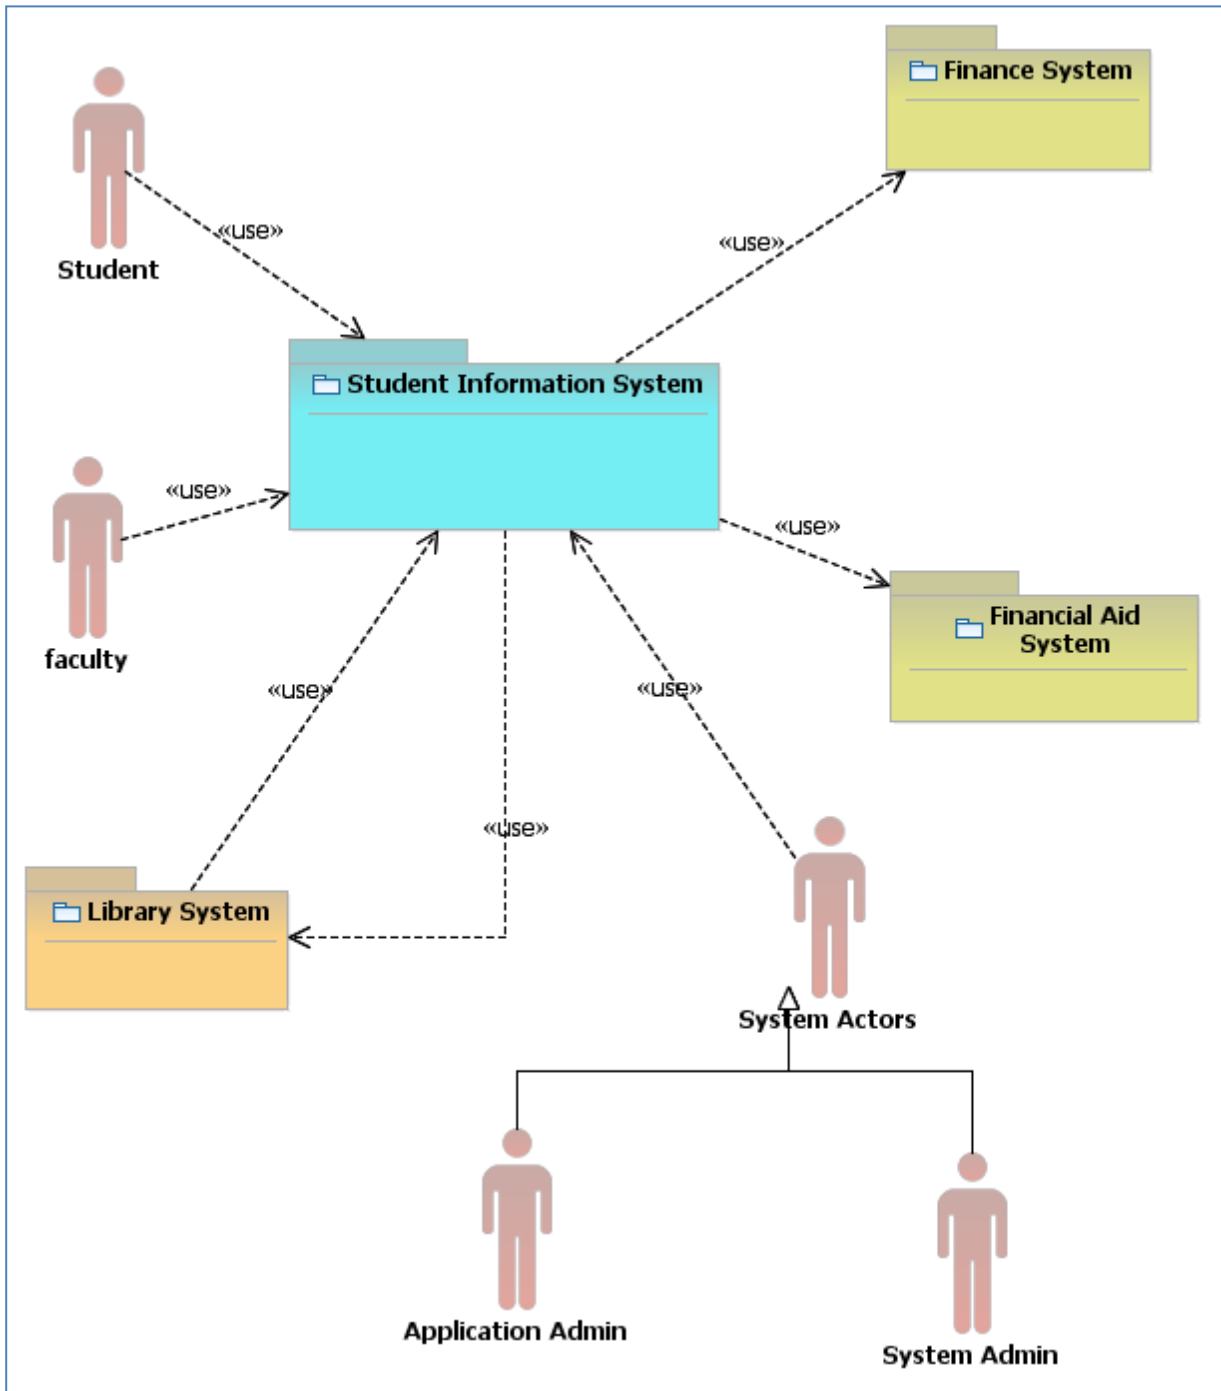 Finance System
«use»
«use»
Student
Student Information System
«use»
«use»
Financial Aid
System
faculty
«use»
«use»
«use»
Library System
System Actors
Application Admin
System Admin